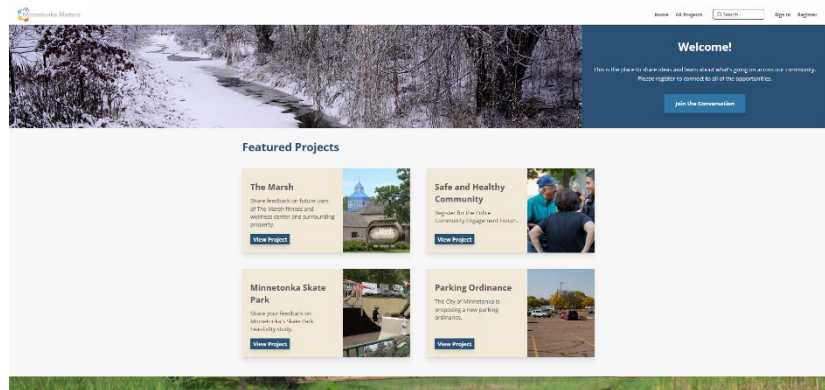 Minnetonka Matters
Home All Projects Search Sign In Register
Welcome!
This is the place to share ideas and learn about what's going on across our community.
Please register to connect to all of the opportunities.
Join the Conversation
Featured Projects
The Marsh
Share feedback on future uses
of The Marsh fitness and
wellness center and surrounding
property.
View Project
Safe and Healthy
Community
Register for the Police
Community Engagement Forum.
View Project
Minnetonka Skate
Park
Share your feedback on
Minnetonka's Skate Park
Feasibility study.
View Project
Parking Ordinance
The City of Minnetonka is
proposing a new parking
ordinance.
View Project